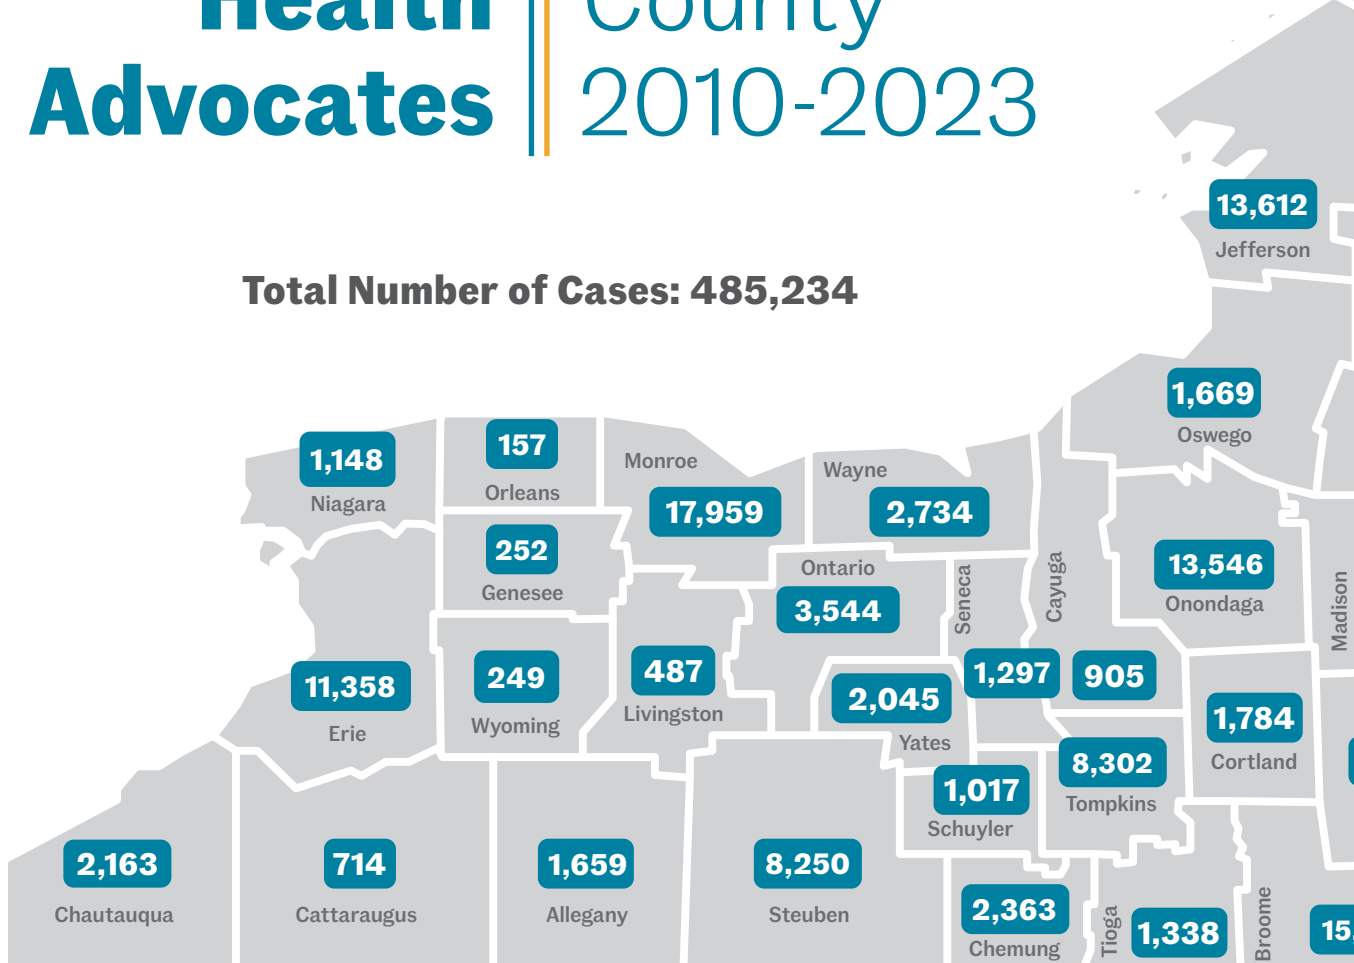 Health
Advocates
County
2010-2023
Total Number of Cases: 485,234
13,612
Jefferson
1,669
Oswego
1,148
Niagara
157
Orleans
Monroe
17,959
Wayne
2,734
252
Genesee
Ontario
3,544
Seneca
1,297
Cayuga
905
13,546
Onondaga
Madison
11,358
Erie
249
Wyoming
487
Livingston
2,045
Yates
1,784
Cortland
8,302
Tompkins
1,017
Schuyler
2,163
Chautauqua
714
Cattaraugus
1,659
Allegany
8,250
Steuben
2,363
Chemung
Tioga
1,338
Broome
15,